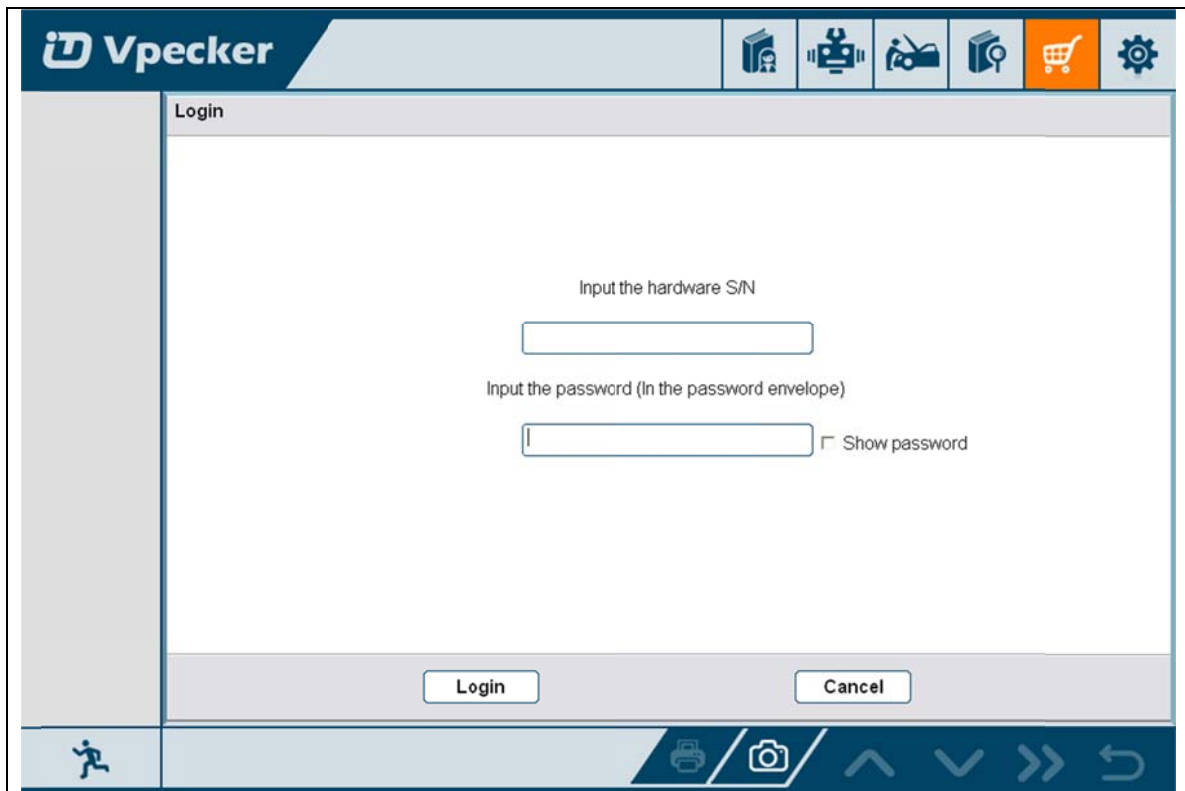 Vpecker
Login
Input the hardware S/N
Input the password (In the password envelope)
Show password
Login
Cancel